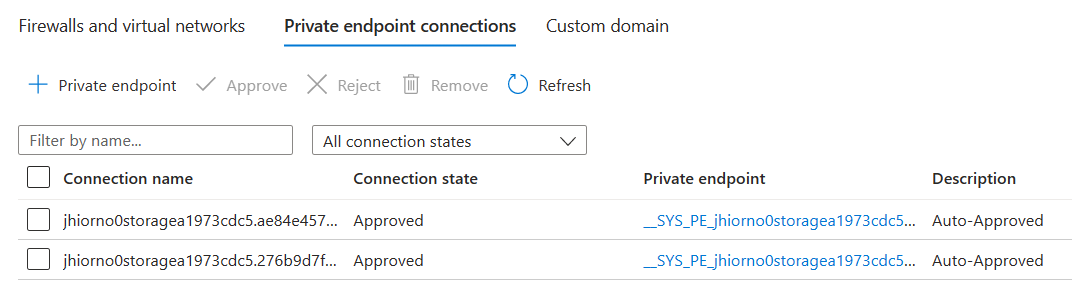 Firewalls and virtual networks Private endpoint connections Custom domain
Private endpoint Approve Reject Remove Refresh
Filter by name... All connection states
Connection name Connection state Private endpoint Description
jhiorno0storagea1973cdc5.ae84e457... Approved __SYS_PE_jhiorno0storagea1973cdc5... Auto-Approved
jhiorno0storagea1973cdc5.276b9d7f... Approved __SYS_PE_jhiorno0storagea1973cdc5... Auto-Approved